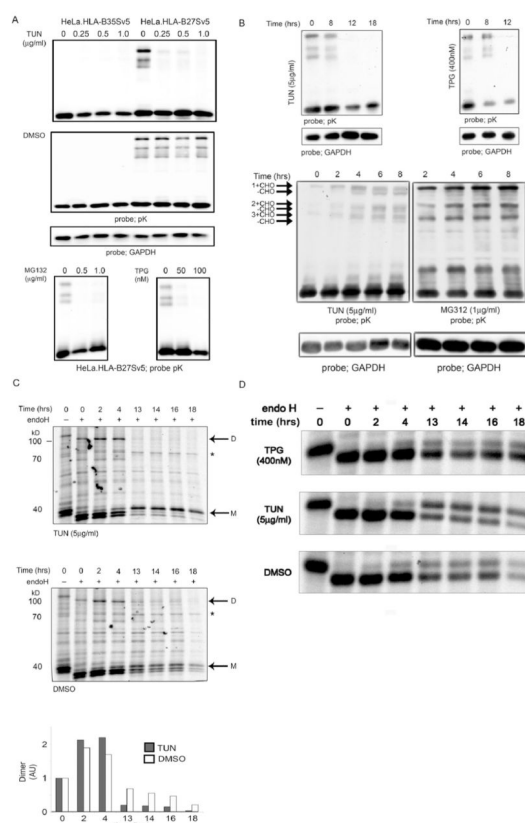 A
HeLa.HLA-B35Sv5 HeLa.HLA-B27Sv5
TUN 0 0.25 0.5 1.0 0 0.25 0.5 1.0
(µg/ml)
DMSO
probe; pK
probe; GAPDH
MG132 0 0.5 1.0
(µg/ml)
TPG 0 50 100
(nM)
HeLa.HLA-B27Sv5; probe pK
B
Time (hrs)
0 8 12 18
TUN (5µg/ml)
probe; pK
probe; GAPDH
Time (hrs)
0 8 12
TPG (400nM)
probe; pK
probe; GAPDH
Time (hrs) 0 2 4 6 8 2 4 6 8
1+CHO
-CHO
2+CHO
-CHO
3+CHO
-CHO
TUN (5µg/ml) MG312 (1µg/ml)
probe; pK probe; pK
probe; GAPDH probe; GAPDH
C
Time (hrs) 0 0 2 4 13 14 16 18
endoH – + + + + + + +
kD
100 D
70 *
40 M
TUN (5µg/ml)
Time (hrs) 0 0 2 4 13 14 16 18
endoH – + + + + + + +
kD
100 D
70 *
40 M
DMSO
Dimer
(AU)
2
1
0
TUN
DMSO
0 2 4 13 14 16 18
D
endo H – + + + + + + +
time (hrs) 0 0 2 4 13 14 16 18
TPG
(400nM)
TUN
(5µg/ml)
DMSO